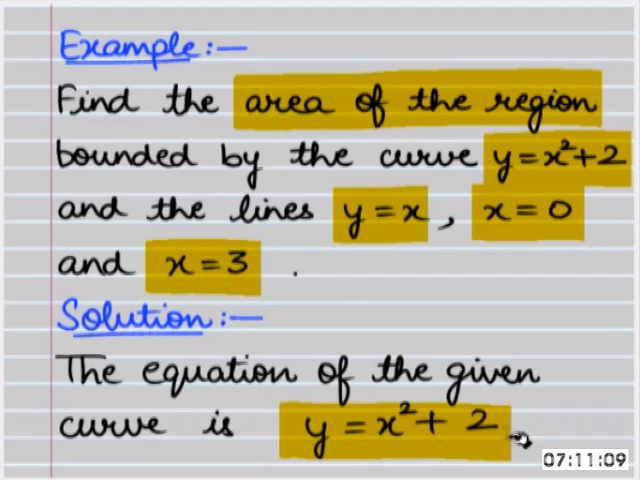 Example:—
Find the area of the region
bounded by the curve y=x²+2
and the lines y=x, x=0
and x=3.
Solution:—
The equation of the given
curve is y=x²+2
07:11:09